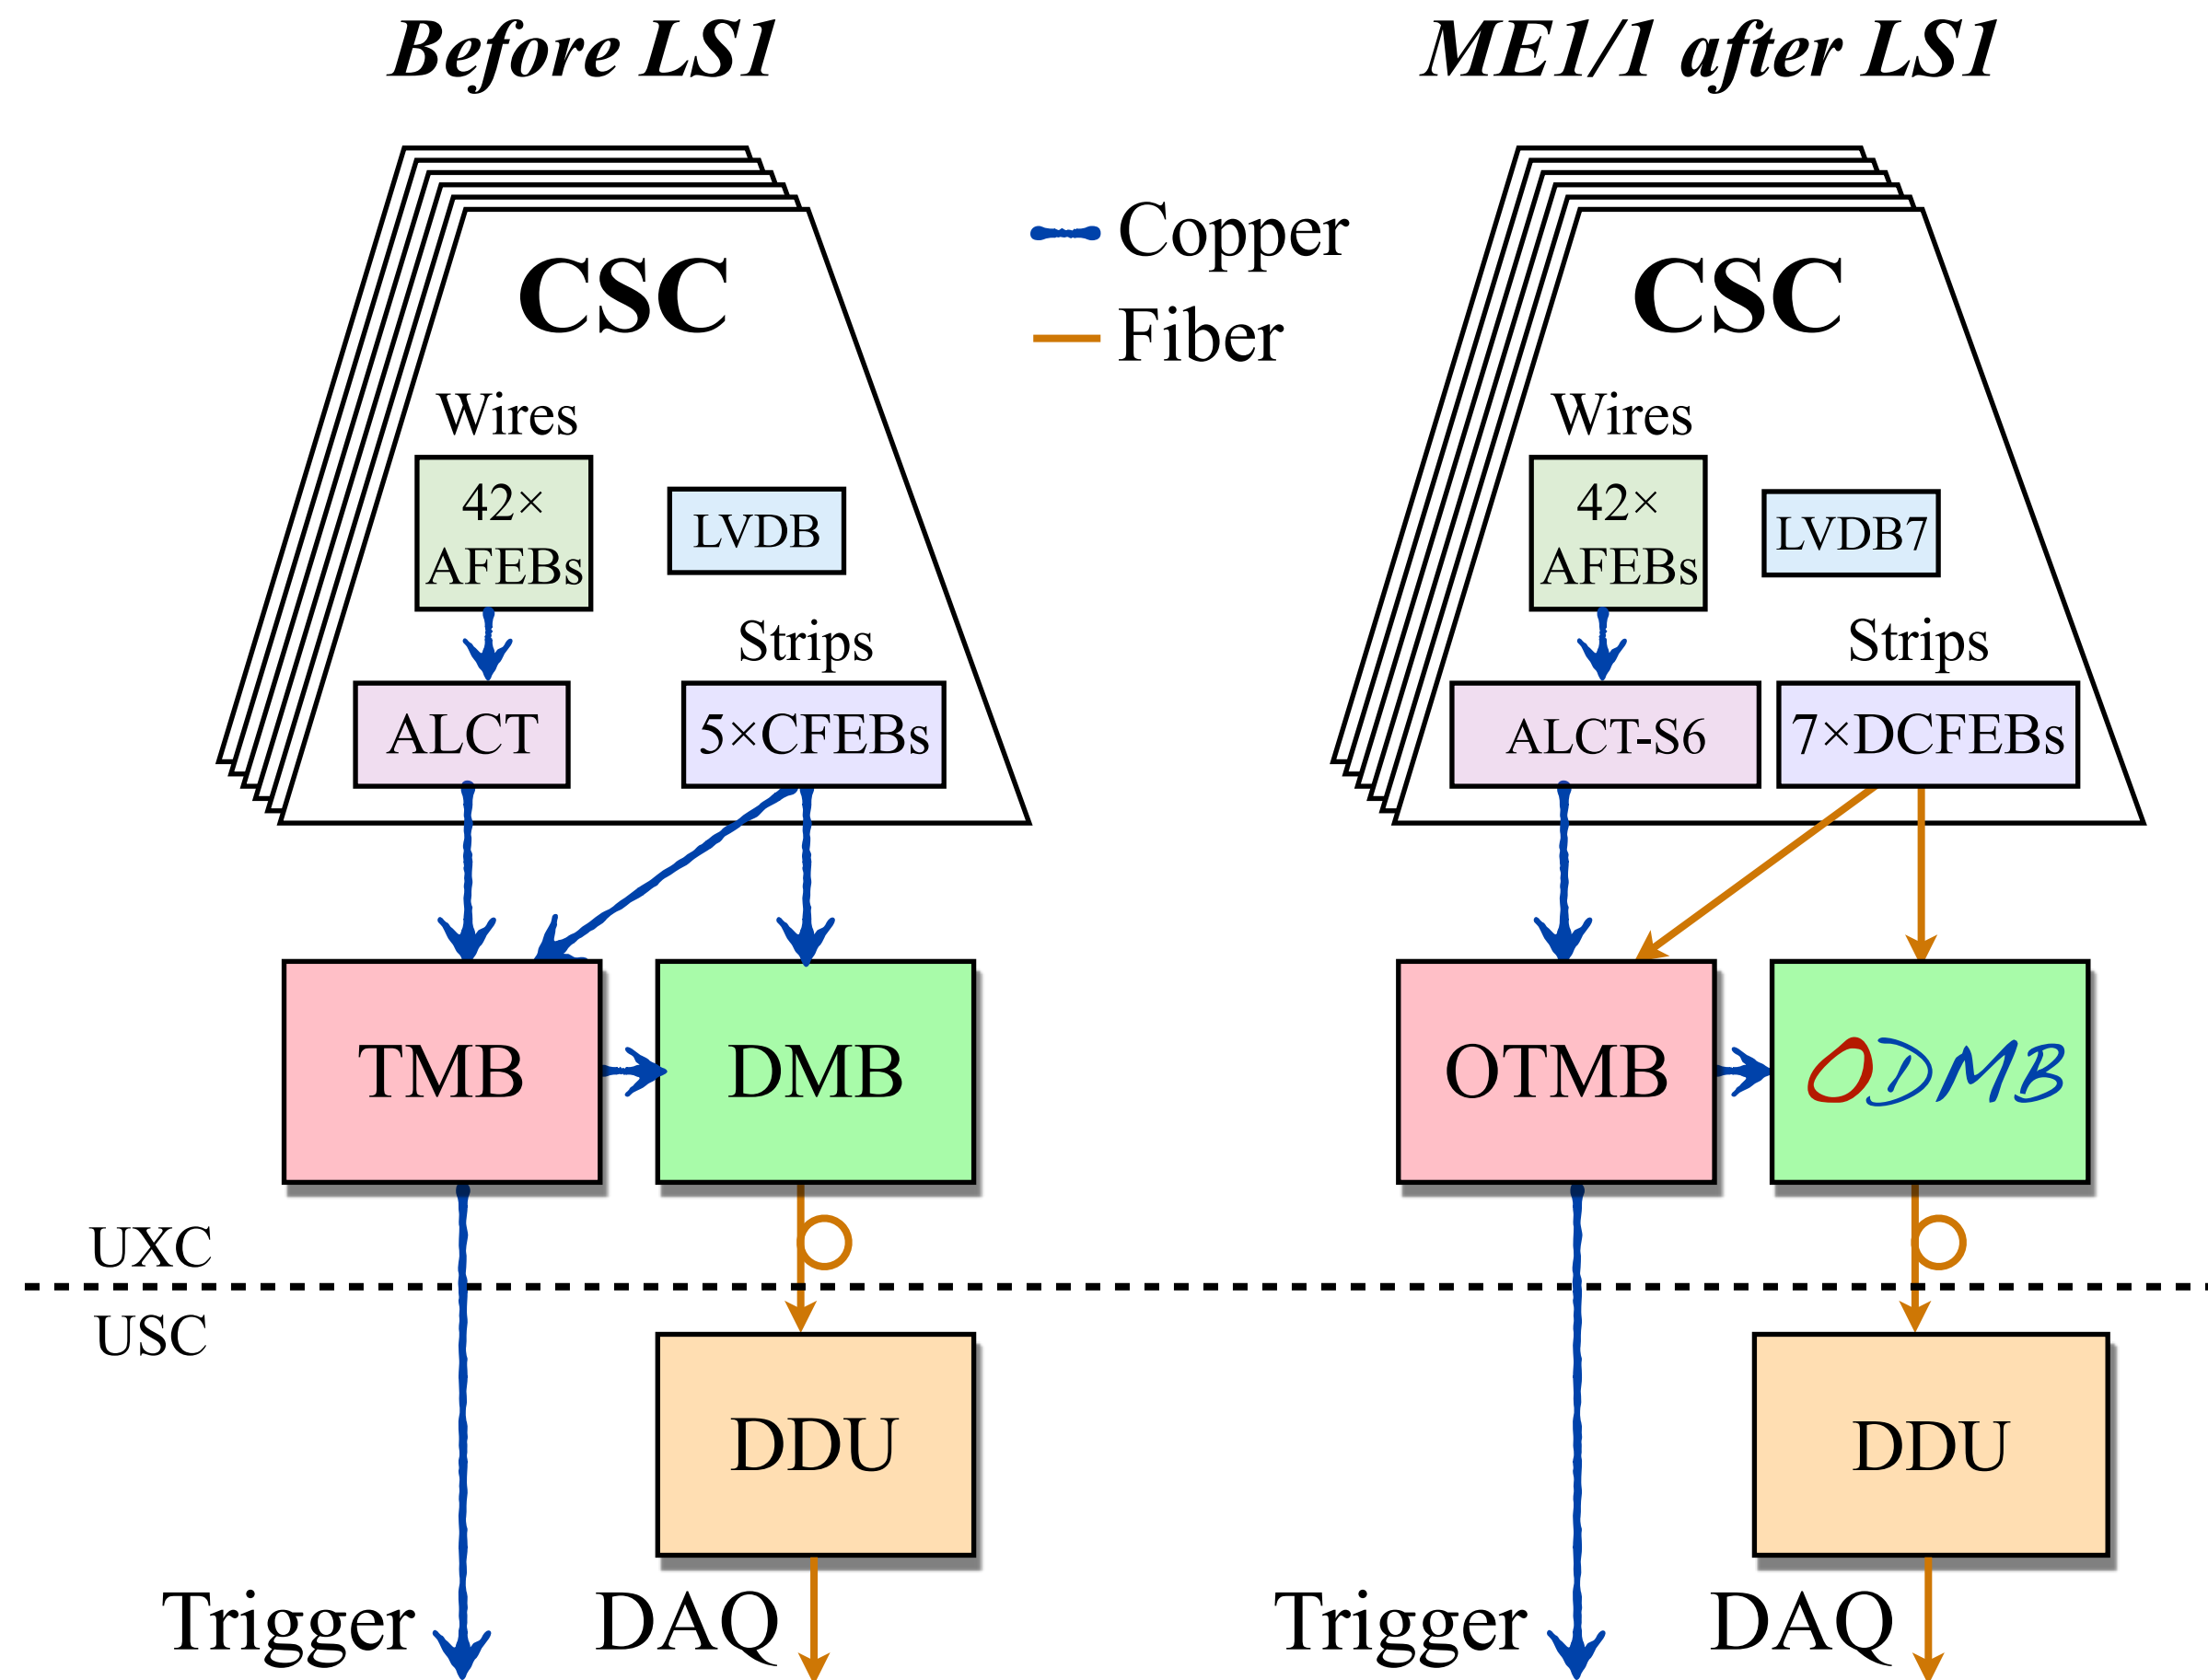 Before LS1
CSC
Wires
42×
AFEBs
LVDB
Strips
ALCT
5×CFEBs
TMB
DMB
UXC
USC
DDU
Trigger
DAQ
Copper
Fiber
ME1/1 after LS1
CSC
Wires
42×
AFEBs
LVDB7
Strips
ALCT-S6
7×DCFEBs
OTMB
ODMB
DDU
Trigger
DAQ